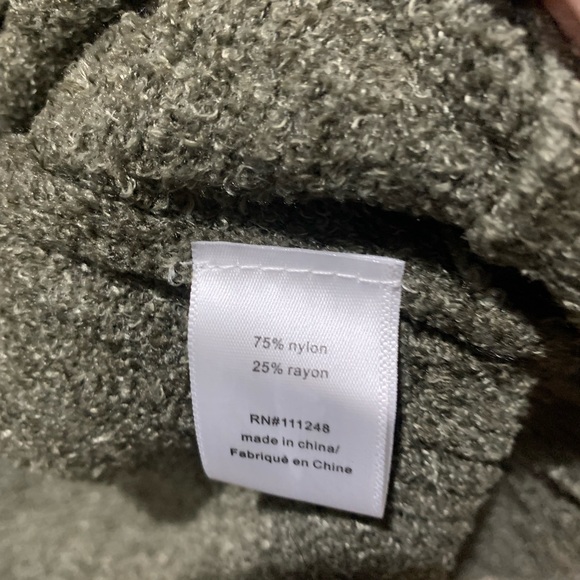 75% nylon
25% rayon
RN#111248
made in china/
Fabriqué en Chine